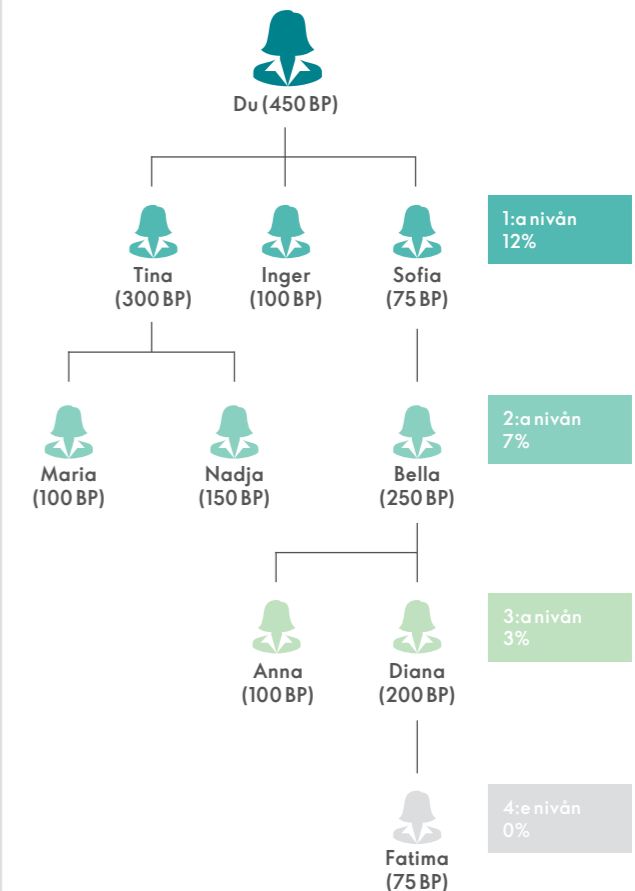 Du (450 BP)
Tina
(300 BP)
Inger
(100 BP)
Sofia
(75 BP)
1:a nivån
12%
Maria
(100 BP)
Nadja
(150 BP)
Bella
(250 BP)
2:a nivån
7%
Anna
(100 BP)
Diana
(200 BP)
3:a nivån
3%
Fatima
(75 BP)
4:e nivån
0%